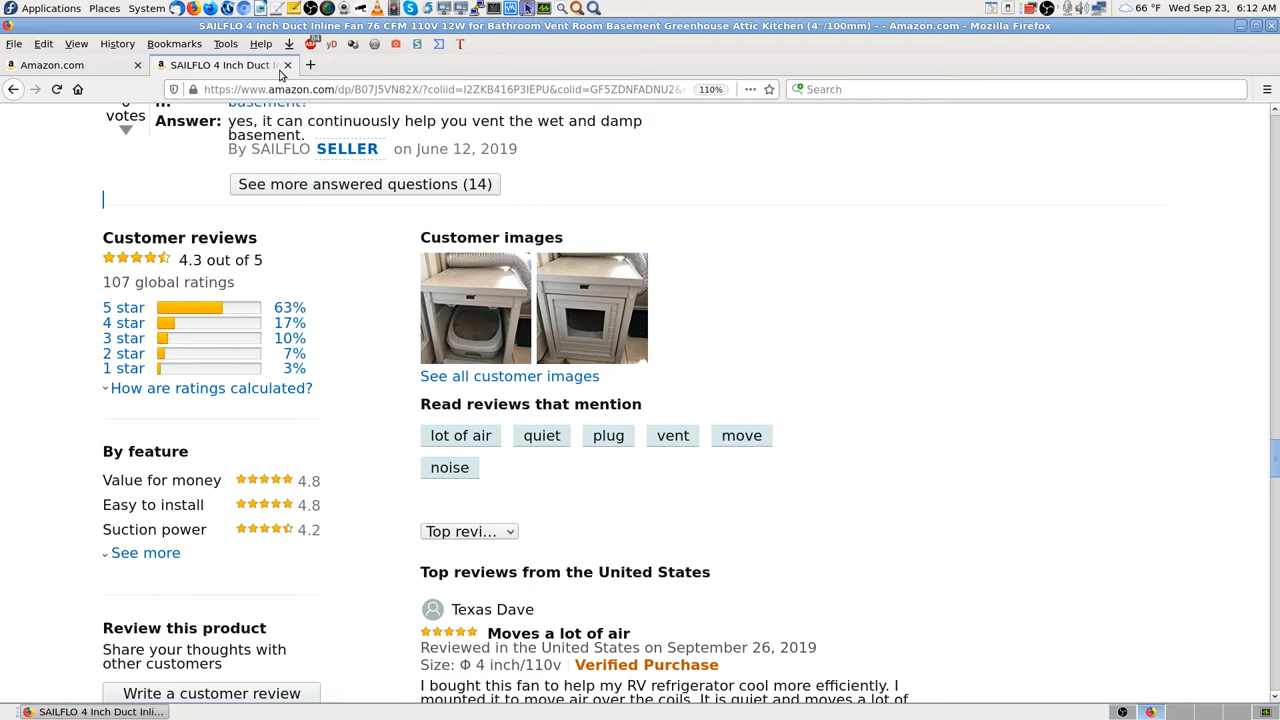 Applications Places System
66 °F Wed Sep 23, 6:12 AM
SAILFLO 4 Inch Duct Inline Fan 76 CFM 110V 12W for Bathroom Vent Room Basement Greenhouse Attic Kitchen (4"/100mm) - - Amazon.com - Mozilla Firefox
File Edit View History Bookmarks Tools Help
Amazon.com
SAILFLO 4 Inch Duct In
https://www.amazon.com/dp/B07J5VN82X/?coliid=I2ZKB416P3IEPU&colid=GF5ZDNFADNU2&
110%
Search
votes
basement?
Answer: yes, it can continuously help you vent the wet and damp
basement.
By SAILFLO SELLER on June 12, 2019
See more answered questions (14)
Customer reviews
4.3 out of 5
107 global ratings
5 star 63%
4 star 17%
3 star 10%
2 star 7%
1 star 3%
How are ratings calculated?
By feature
Value for money 4.8
Easy to install 4.8
Suction power 4.2
See more
Review this product
Share your thoughts with
other customers
Write a customer review
Customer images
See all customer images
Read reviews that mention
lot of air quiet plug vent move
noise
Top revi...
Top reviews from the United States
Texas Dave
Moves a lot of air
Reviewed in the United States on September 26, 2019
Size: Φ 4 inch/110v Verified Purchase
I bought this fan to help my RV refrigerator cool more efficiently. I
mounted it to move air over the coils. It is quiet and moves a lot of
SAILFLO 4 Inch Duct Inli...